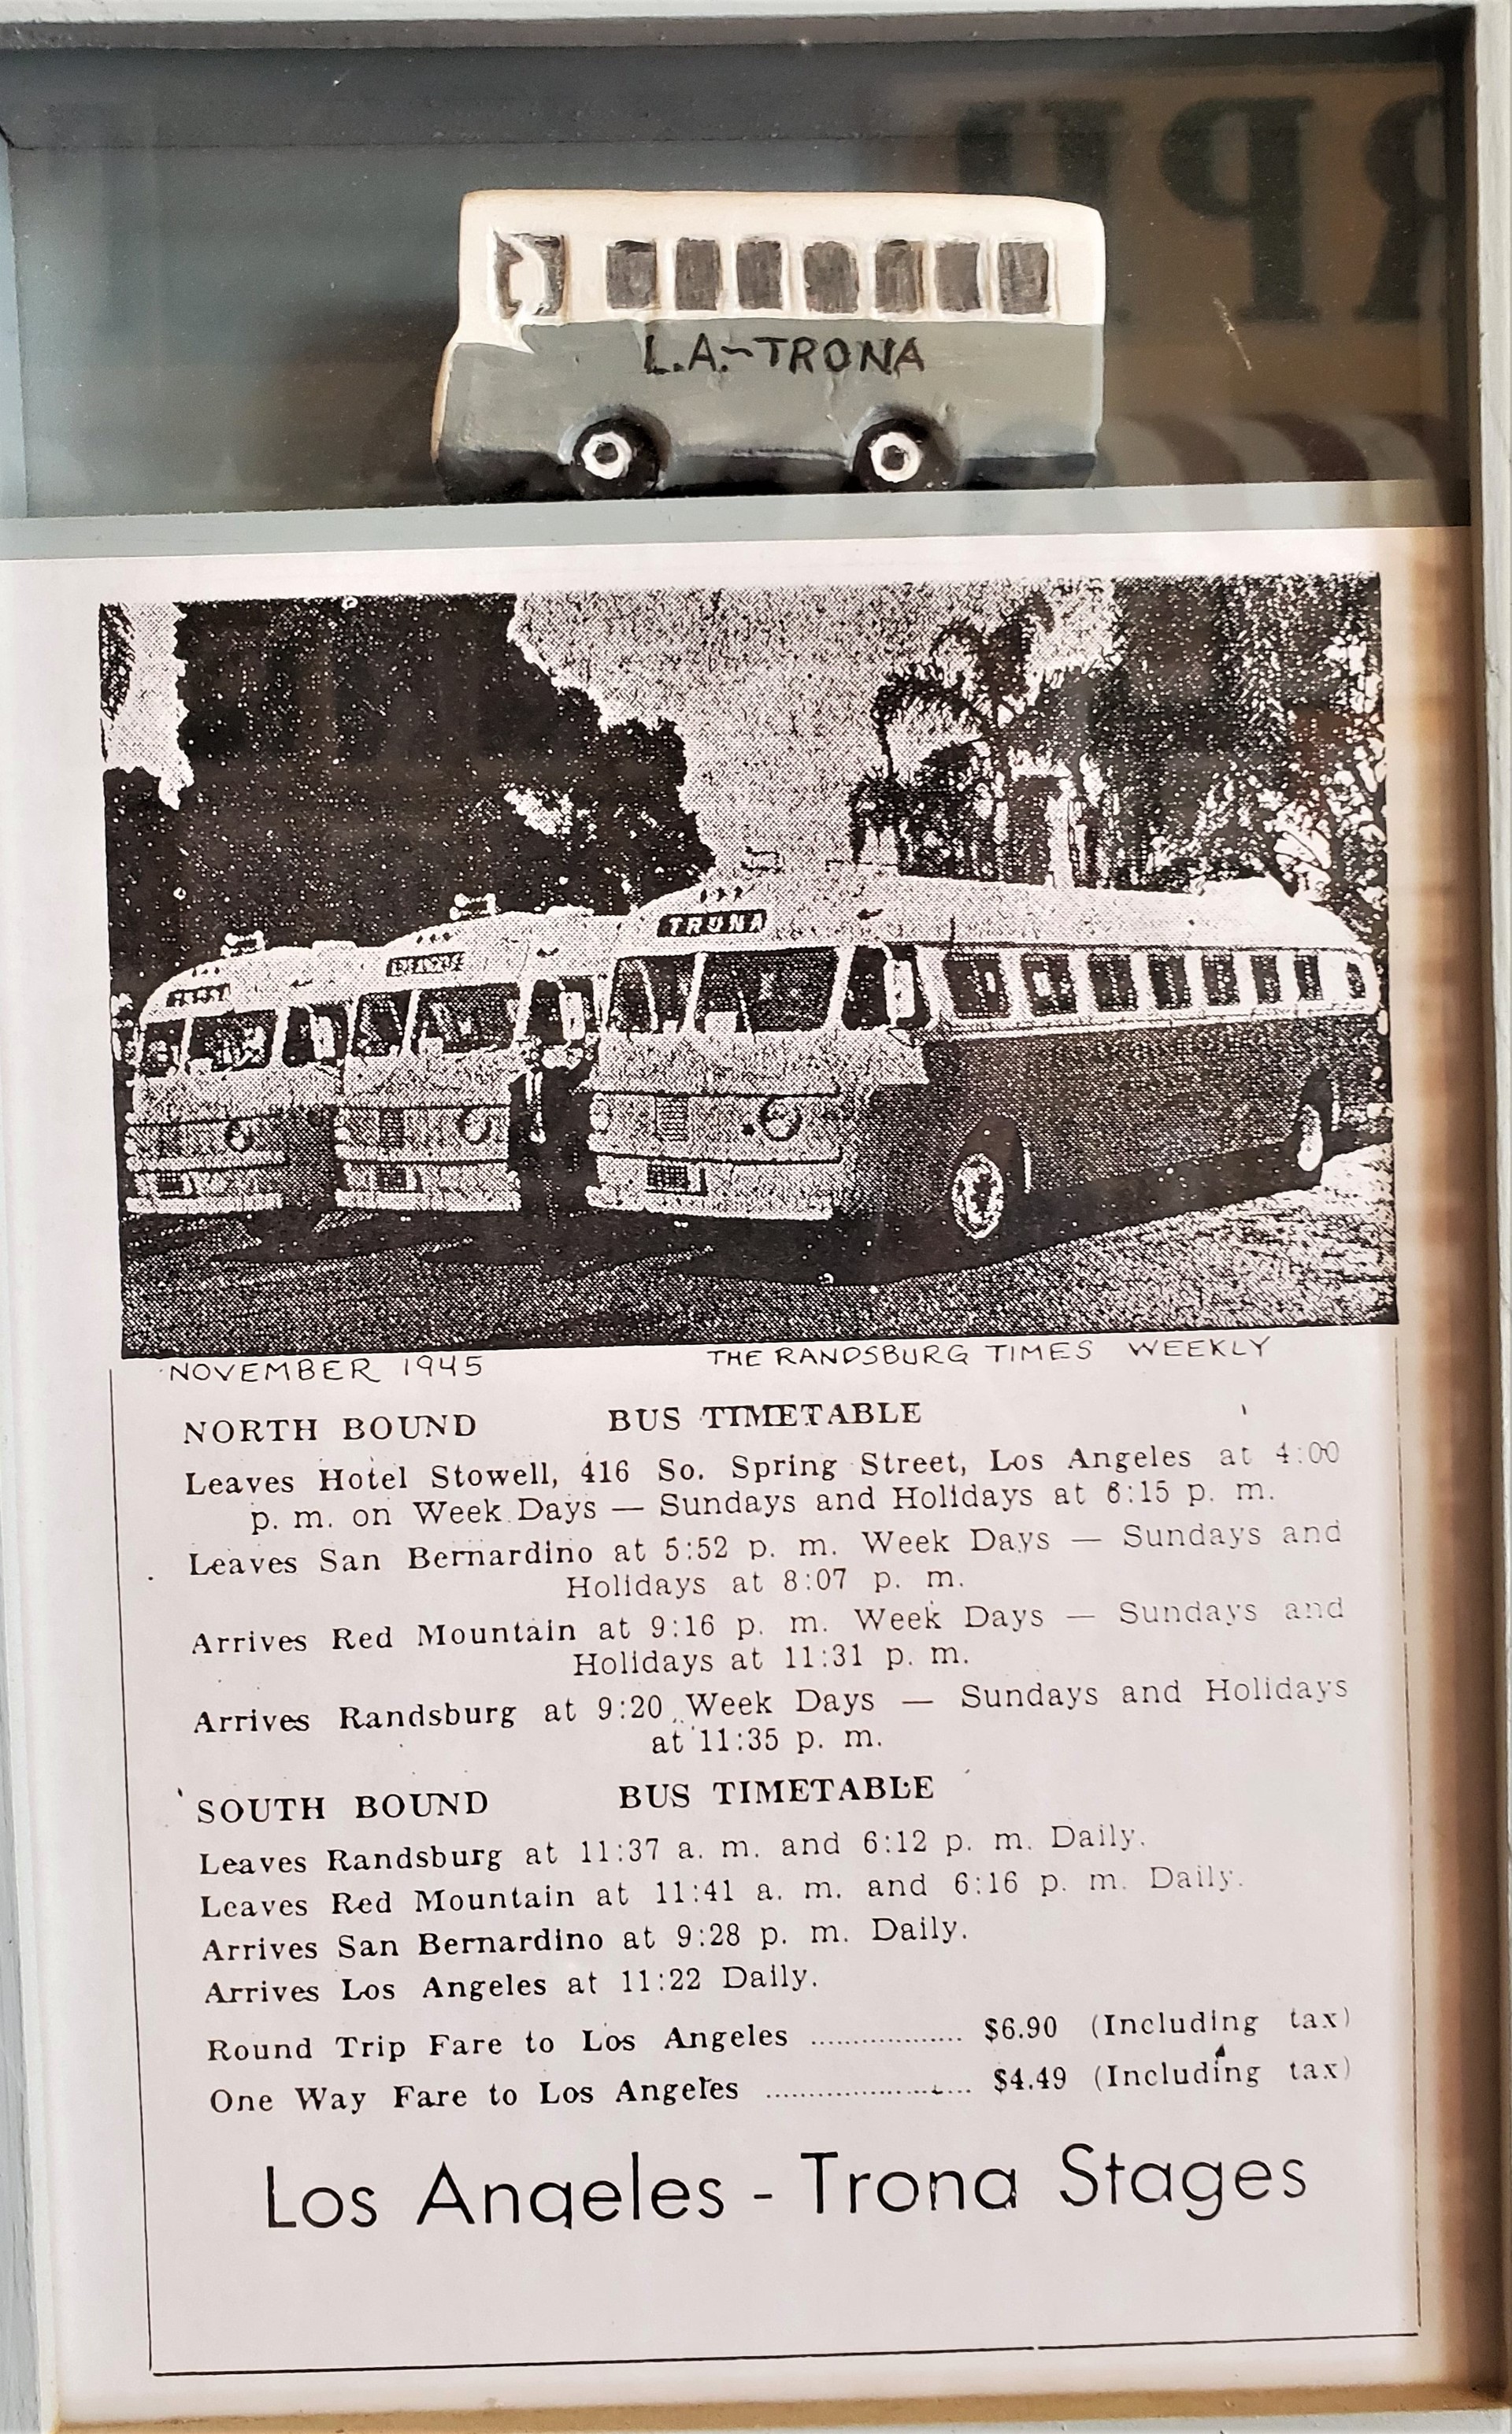 L.A.-TRONA
TRONA
NOVEMBER 1945 THE RANDSBURG TIMES WEEKLY
NORTH BOUND BUS TIMETABLE
Leaves Hotel Stowell, 416 So. Spring Street, Los Angeles at 4:00
p. m. on Week Days — Sundays and Holidays at 6:15 p. m.
Leaves San Bernardino at 5:52 p. m. Week Days — Sundays and
Holidays at 8:07 p. m.
Arrives Red Mountain at 9:16 p. m. Week Days — Sundays and
Holidays at 11:31 p. m.
Arrives Randsburg at 9:20 Week Days — Sundays and Holidays
at 11:35 p. m.
SOUTH BOUND BUS TIMETABLE
Leaves Randsburg at 11:37 a. m. and 6:12 p. m. Daily.
Leaves Red Mountain at 11:41 a. m. and 6:16 p. m. Daily.
Arrives San Bernardino at 9:28 p. m. Daily.
Arrives Los Angeles at 11:22 Daily.
Round Trip Fare to Los Angeles .................. $6.90 (Including tax)
One Way Fare to Los Angeles ........................ $4.49 (Including tax)
Los Angeles - Trona Stages